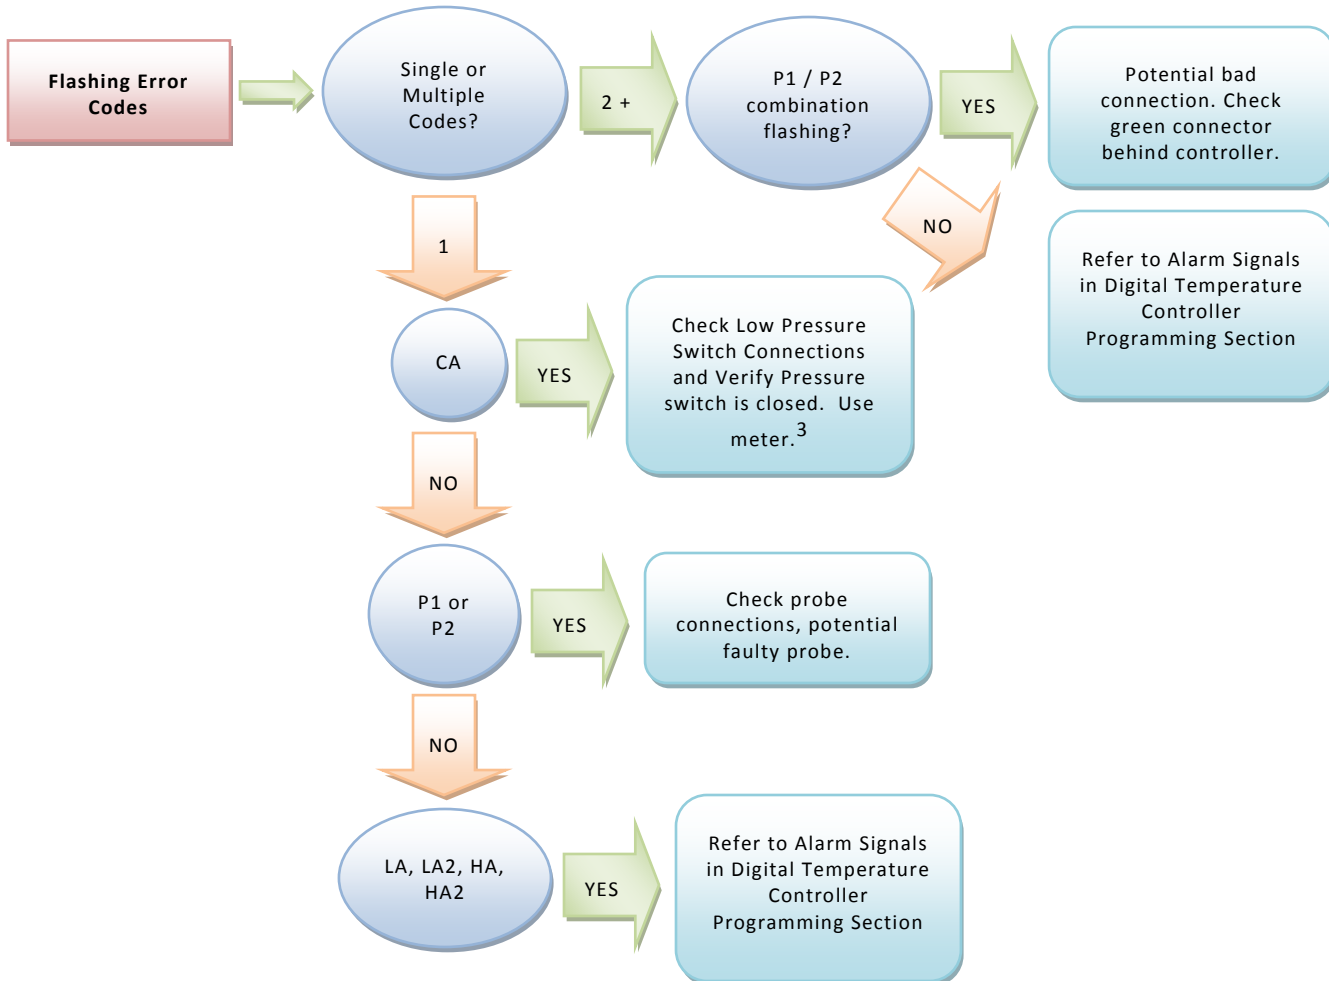 Flashing Error
Codes
Single or
Multiple
Codes?
2 +
P1 / P2
combination
flashing?
YES
Potential bad
connection. Check
green connector
behind controller.
NO
Refer to Alarm Signals
in Digital Temperature
Controller
Programming Section
1
CA
YES
Check Low Pressure
Switch Connections
and Verify Pressure
switch is closed.  Use
meter.3
NO
P1 or
P2
YES
Check probe
connections, potential
faulty probe.
NO
LA, LA2, HA,
HA2
YES
Refer to Alarm Signals
in Digital Temperature
Controller
Programming Section